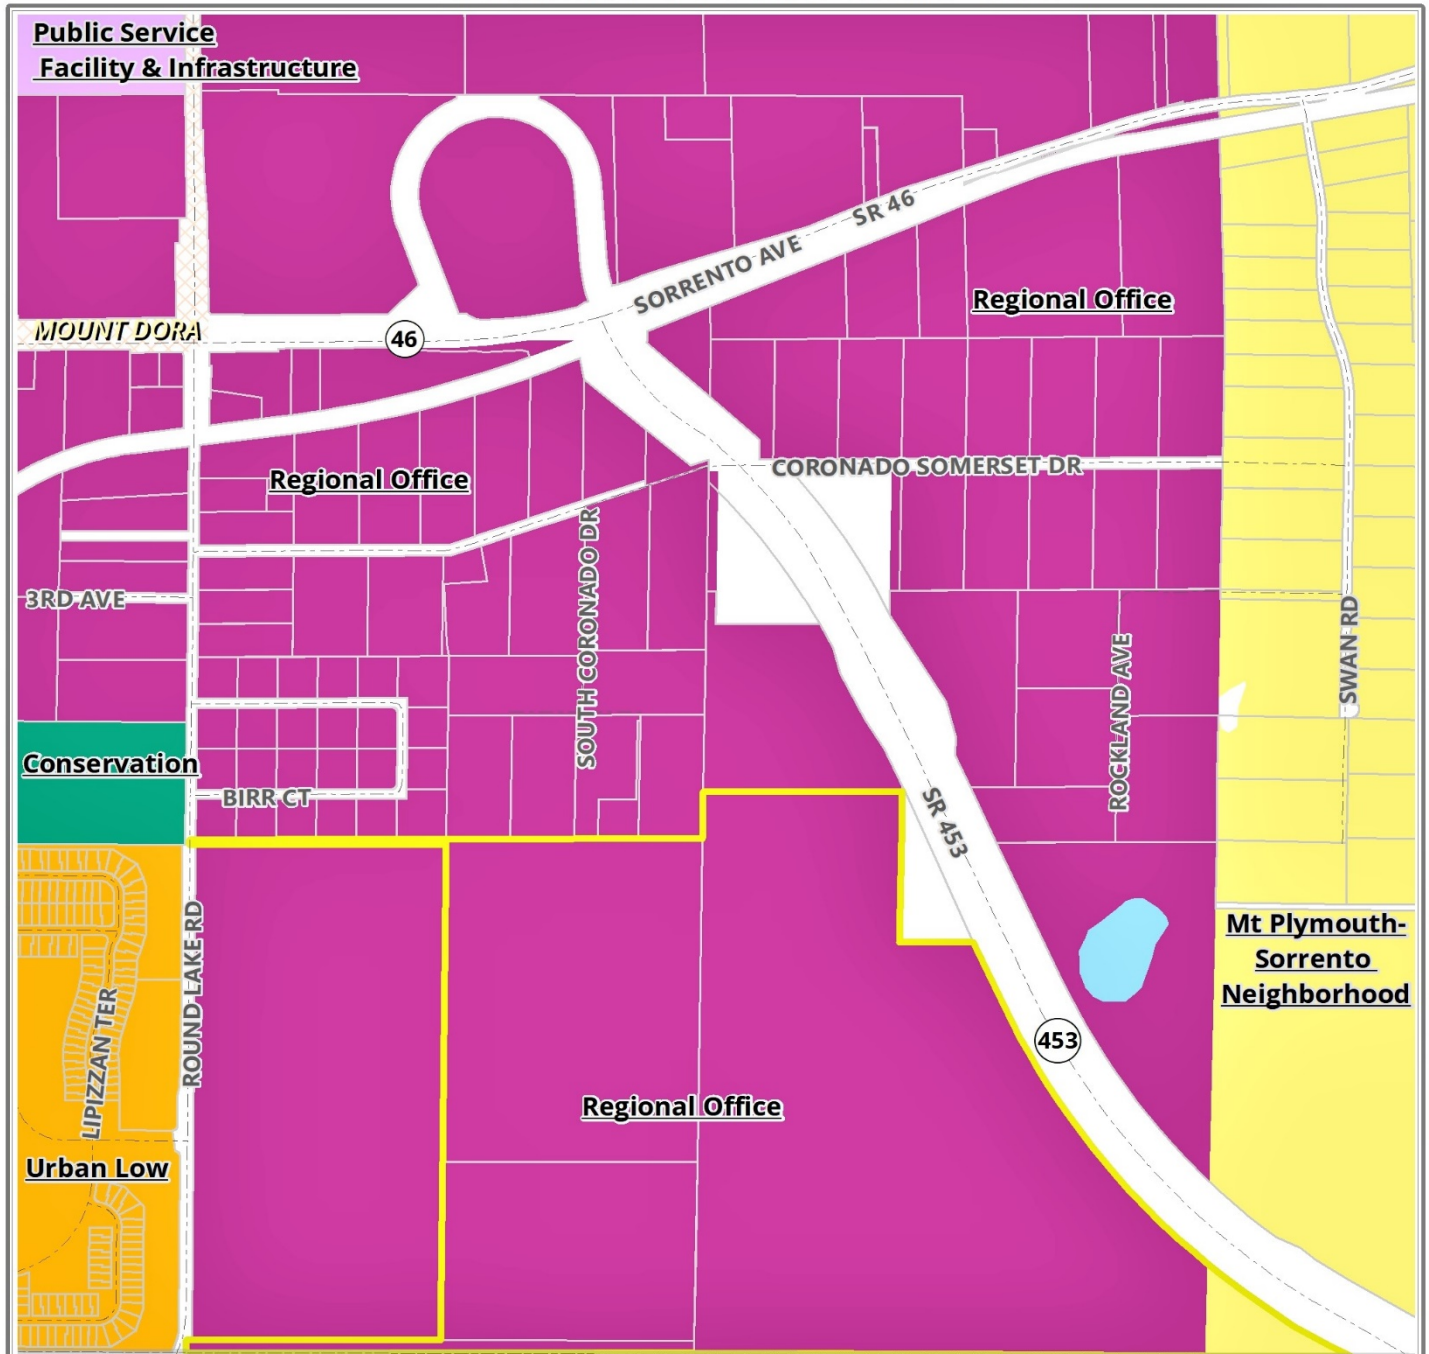 Public Service
Facility & Infrastructure
SR 46
SORRENTO AVE
Regional Office
MOUNT DORA
46
CORONADO SOMERSET DR
Regional Office
SOUTH CORONADO DR
3RD AVE
SWAN RD
ROCKLAND AVE
Conservation
BIRR CT
SR 453
ROUND LAKE RD
Mt Plymouth-
Sorrento
Neighborhood
LIPIZZAN TER
453
Regional Office
Urban Low